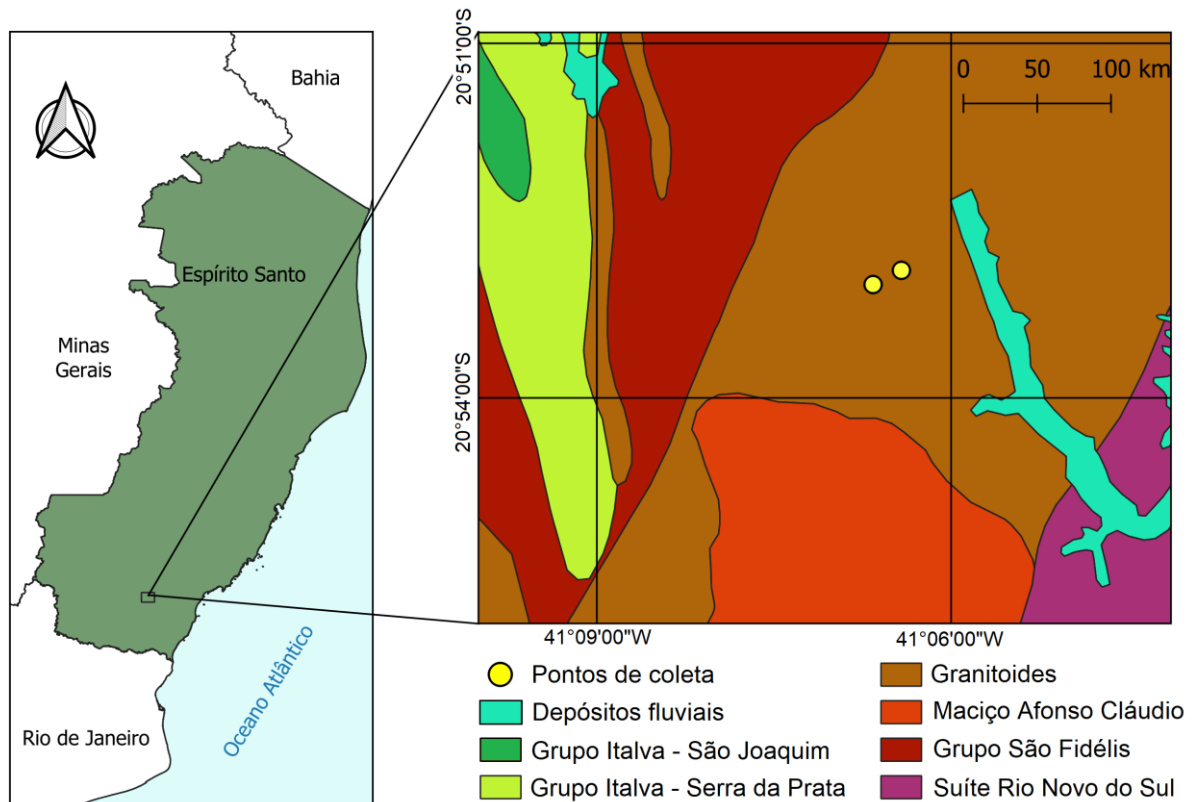 Bahia
Espírito Santo
Minas
Gerais
Rio de Janeiro
Oceano Atlântico
20°51'00"S
20°54'00"S
0 50 100 km
41°09'00"W
41°06'00"W
Pontos de coleta
Depósitos fluviais
Grupo Italva - São Joaquim
Grupo Italva - Serra da Prata
Granitoides
Maciço Afonso Cláudio
Grupo São Fidélis
Suíte Rio Novo do Sul